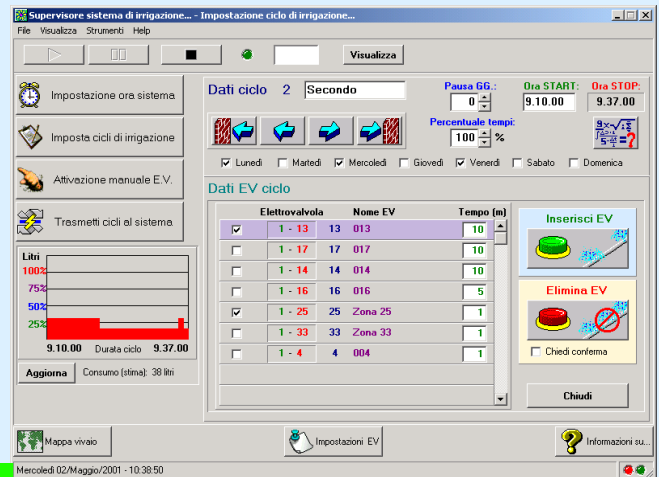 Supervisore sistema di irrigazione... - Impostazione ciclo di irrigazione...
File Visualizza Strumenti Help
Visualizza
Impostazione ora sistema
Imposta cicli di irrigazione
Attivazione manuale E.V.
Trasmetti cicli al sistema
Litri
100%
75%
50%
25%
9.10.00 Durata ciclo 9.37.00
Aggiorna Consumo (stima): 38 litri
Dati ciclo 2 Secondo
Pausa GG.: 0
Ora START: 9.10.00
Ora STOP: 9.37.00
Percentuale tempi: 100 %
Lunedì Martedì Mercoledì Giovedì Venerdì Sabato Domenica
Dati EV ciclo
Elettrovalvola Nome EV Tempo (m)
1 - 13 13 013 10
1 - 17 17 017 10
1 - 14 14 014 10
1 - 16 16 016 5
1 - 25 25 Zona 25 1
1 - 33 33 Zona 33 1
1 - 4 4 004 1
Inserisci EV
Elimina EV
Chiedi conferma
Chiudi
Mappa vivaio
Impostazioni EV
Informazioni su...
Mercoledì 02/Maggio/2001 - 10:38:50